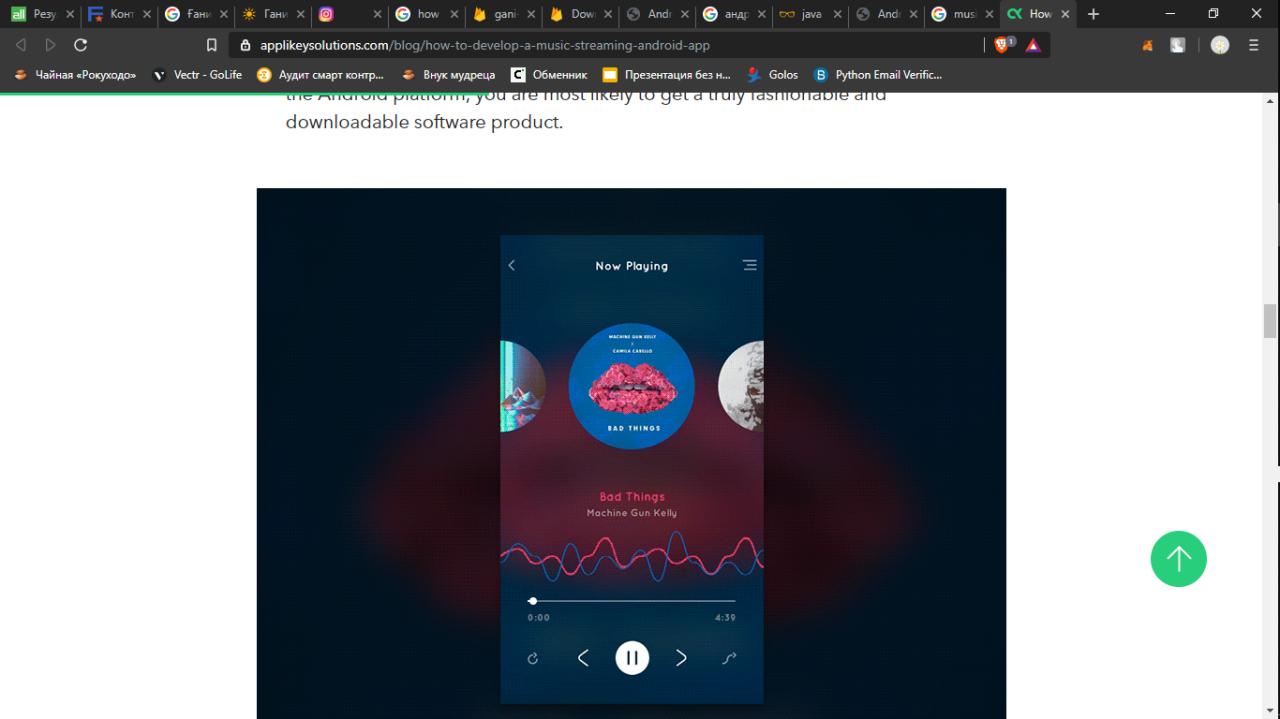 Резу
Конт
Гани
Гани
how
gani-
Dow
Andr
андр
java
Andr
musi
How
applikeysolutions.com/blog/how-to-develop-a-music-streaming-android-app
1
Чайная «Рокуходо»
Vectr - GoLife
Аудит смарт контр...
Внук мудреца
Обменник
Презентация без н...
Golos
Python Email Verific...
the Android platform, you are most likely to get a truly fashionable and
downloadable software product.
Now Playing
MACHINE GUN KELLY
X
CAMILA CABELLO
BAD THINGS
Bad Things
Machine Gun Kelly
0:00
4:39